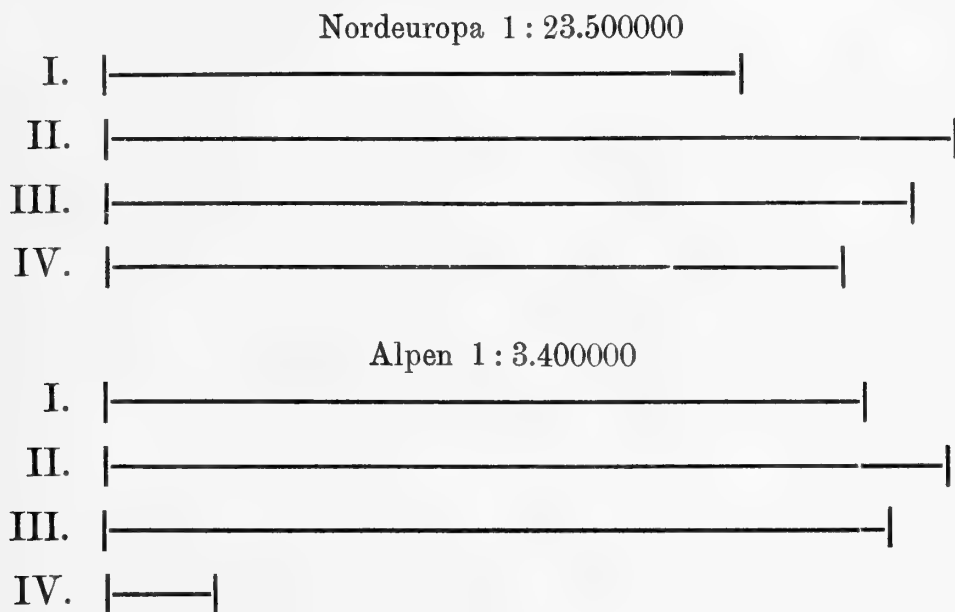 Nordeuropa 1 : 23.500000
I.
II.
III.
IV.
Alpen 1 : 3.400000
I.
II.
III.
IV.